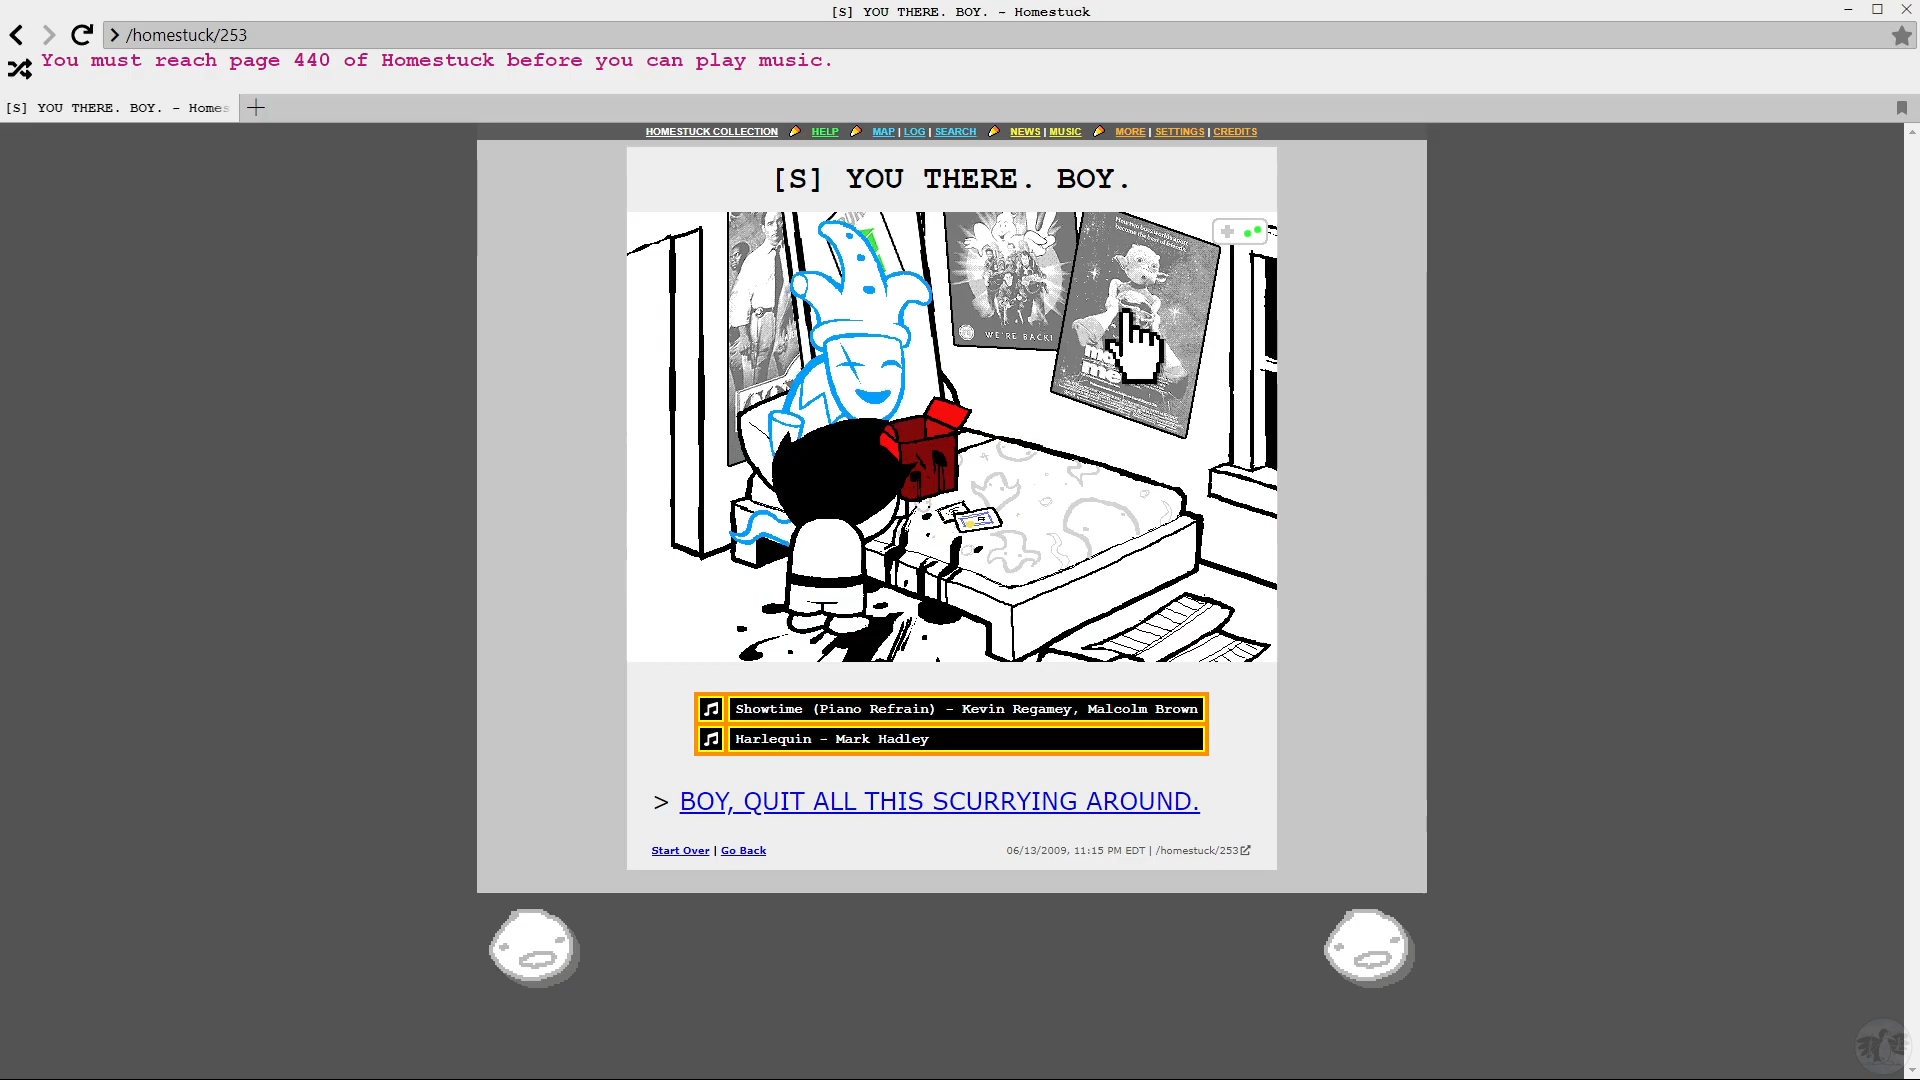 [S] YOU THERE. BOY. - Homestuck
/homestuck/253
You must reach page 440 of Homestuck before you can play music.
[S] YOU THERE. BOY. - Homes
HOMESTUCK COLLECTION HELP MAP | LOG | SEARCH NEWS | MUSIC MORE | SETTINGS | CREDITS
[S] YOU THERE. BOY.
WE'RE BACK!
Showtime (Piano Refrain) - Kevin Regamey, Malcolm Brown
Harlequin - Mark Hadley
> BOY, QUIT ALL THIS SCURRYING AROUND.
Start Over | Go Back
06/13/2009, 11:15 PM EDT | /homestuck/253